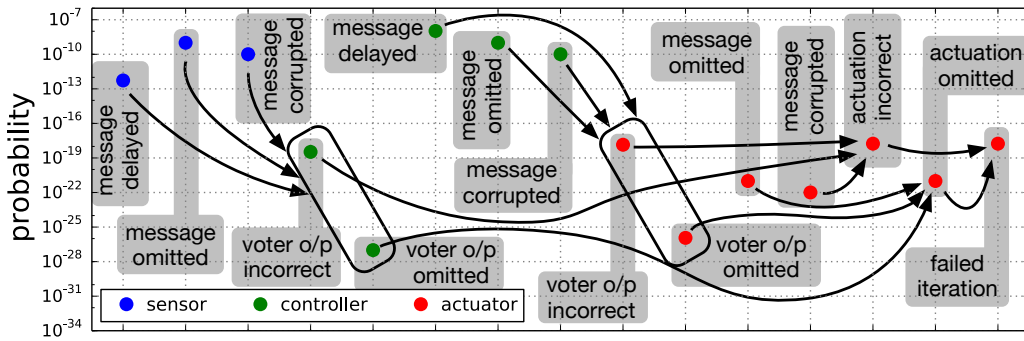 probability
10⁻⁷
10⁻¹⁰
10⁻¹³
10⁻¹⁶
10⁻¹⁹
10⁻²²
10⁻²⁵
10⁻²⁸
10⁻³¹
10⁻³⁴
message
delayed
message
omitted
message
corrupted
voter o/p
incorrect
voter o/p
omitted
message
delayed
message
omitted
message
corrupted
voter o/p
incorrect
voter o/p
omitted
message
omitted
message
corrupted
actuation
incorrect
actuation
omitted
failed
iteration
sensor
controller
actuator